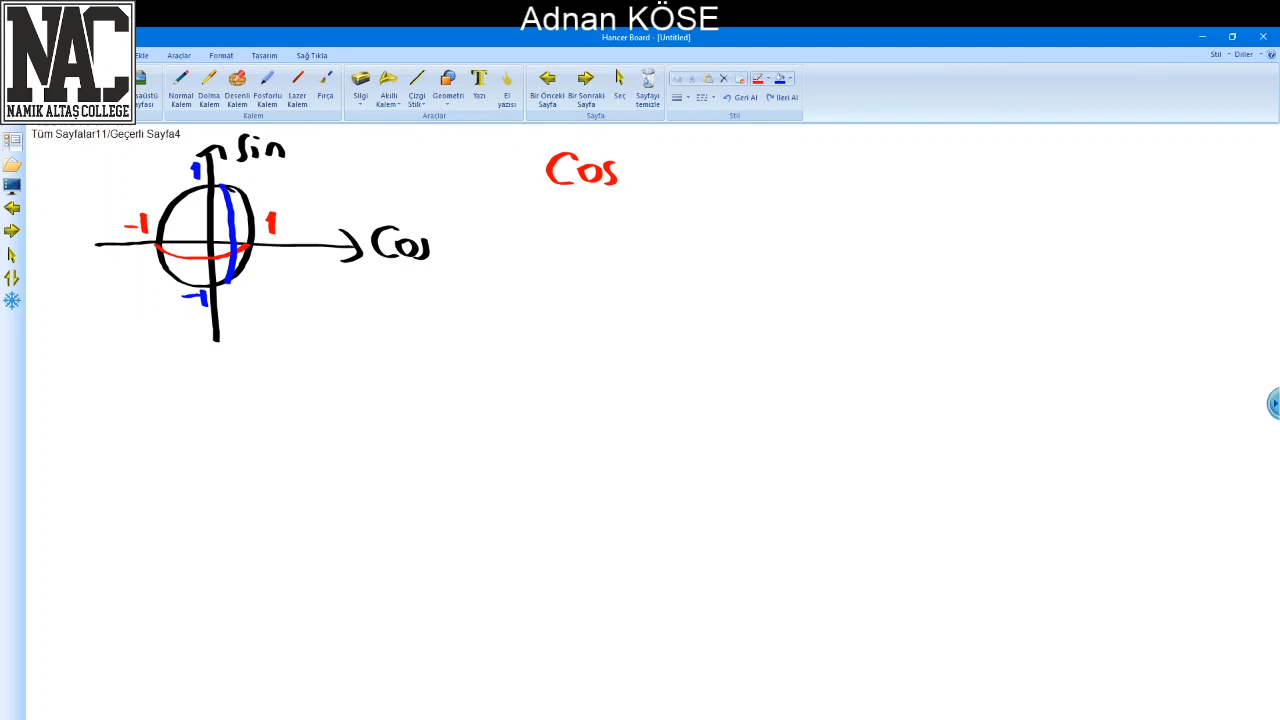 Adnan KÖSE
Hancer Board - [Untitled]
NAC
NAMIK ALTAŞ COLLEGE
Ekle Araçlar Format Tasarım Sağ Tıkla
Stil Diller
Normal Kalem
Dolma Kalem
Desenli Kalem
Fosforlu Kalem
Lazer Kalem
Fırça
Kalem
Silgi
Akıllı Kalem
Çizgi Stili
Geometri
Yazı
El yazısı
Araçlar
Bir Önceki Sayfa
Bir Sonraki Sayfa
Seç
Sayfayı temizle
Sayfa
Geri Al
İleri Al
Stil
Tüm Sayfalar11/Geçerli Sayfa4
Sin
1
Cos
-1 1
Cos
-1